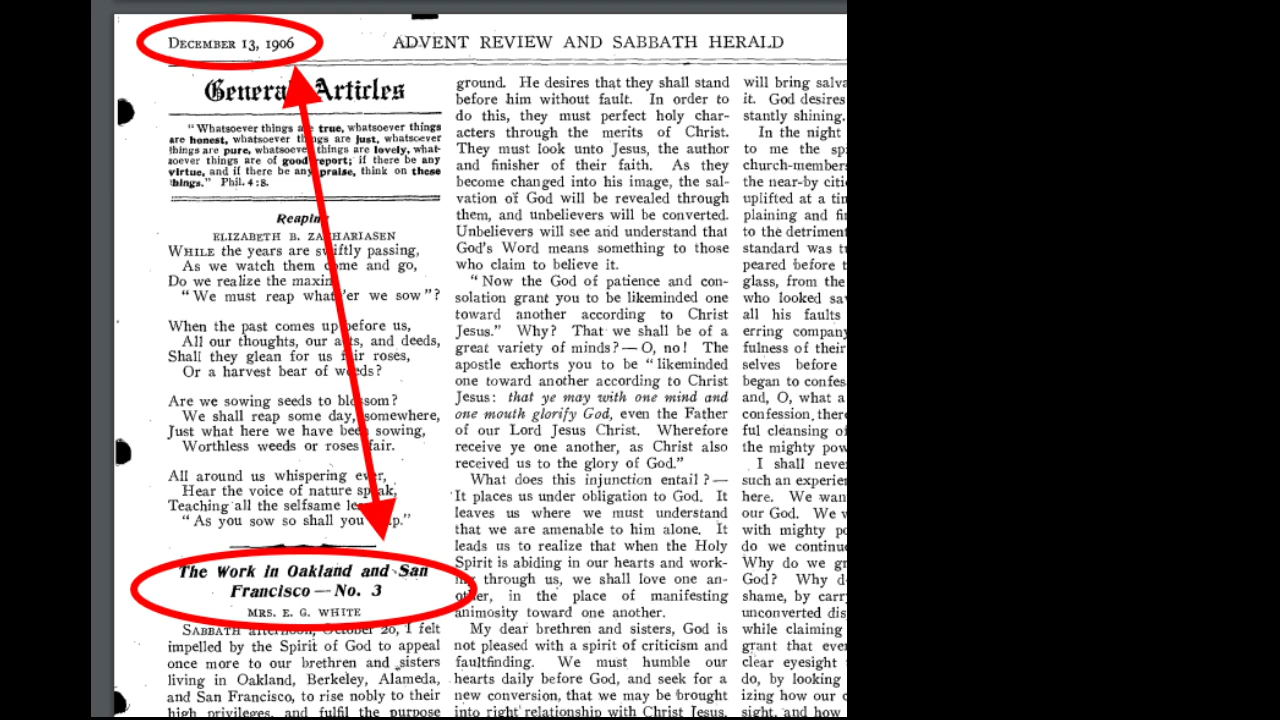 DECEMBER 13, 1906
ADVENT REVIEW AND SABBATH HERALD
General Articles
"Whatsoever things are true, whatsoever things
are honest, whatsoever things are just, whatsoever
things are pure, whatsoever things are lovely, what-
soever things are of good report; if there be any
virtue, and if there be any praise, think on these
things." Phil. 4:8.
Reaping
ELIZABETH B. ZACHARIASEN
WHILE the years are swiftly passing,
As we watch them come and go,
Do we realize the maxim
"We must reap whate'er we sow"?
When the past comes up before us,
All our thoughts, our acts, and deeds,
Shall they glean for us fair roses,
Or a harvest bear of weeds?
Are we sowing seeds to blossom?
We shall reap some day, somewhere,
Just what here we have been sowing,
Worthless weeds or roses fair.
All around us whispering ever,
Hear the voice of nature speak,
Teaching all the selfsame
"As you sow so shall you reap."
The Work in Oakland and San
Francisco — No. 3
MRS. E. G. WHITE
SABBATH afternoon, October 20, I felt
impelled by the Spirit of God to appeal
once more to our brethren and sisters
living in Oakland, Berkeley, Alameda,
and San Francisco, to rise nobly to their
high privileges, and fulfil the purpose
ground. He desires that they shall stand
before him without fault. In order to
do this, they must perfect holy char-
acters through the merits of Christ.
They must look unto Jesus, the author
and finisher of their faith. As they
become changed into his image, the sal-
vation of God will be revealed through
them, and unbelievers will be converted.
Unbelievers will see and understand that
God's Word means something to those
who claim to believe it.
"Now the God of patience and con-
solation grant you to be likeminded one
toward another according to Christ
Jesus." Why? That we shall be of a
great variety of minds? — O, no! The
apostle exhorts you to be "likeminded
one toward another according to Christ
Jesus: that ye may with one mind and
one mouth glorify God, even the Father
of our Lord Jesus Christ. Wherefore
receive ye one another, as Christ also
received us to the glory of God."
What does this injunction entail? —
It places us under obligation to God. It
leaves us where we must understand
that we are amenable to him alone. It
leads us to realize that when the Holy
Spirit is abiding in our hearts and work-
ing through us, we shall love one an-
other, in the place of manifesting
animosity toward one another.
My dear brethren and sisters, God is
not pleased with a spirit of criticism and
faultfinding. We must humble our
hearts daily before God, and seek for a
new conversion, that we may be brought
into right relationship with Christ Jesus.
will bring salva
it. God desires
stantly shining.
In the night
to me the sp
church-members
the near-by citi
uplifted at a tim
plaining and fi
to the detriment
standard was t
peared before t
glass, from the
who looked sa
all his faults
erring company
fulness of their
selves before
began to confes
and, O, what a
confession, ther
ful cleansing of
the mighty pow
I shall neve
such an experie
here. We wan
our God. We v
with mighty po
do we continu
Why do we gr
God? Why d
shame, by carry
unconverted dis
while claiming
grant that eve
clear eyesight
do, by looking
izing how our
sight, and how